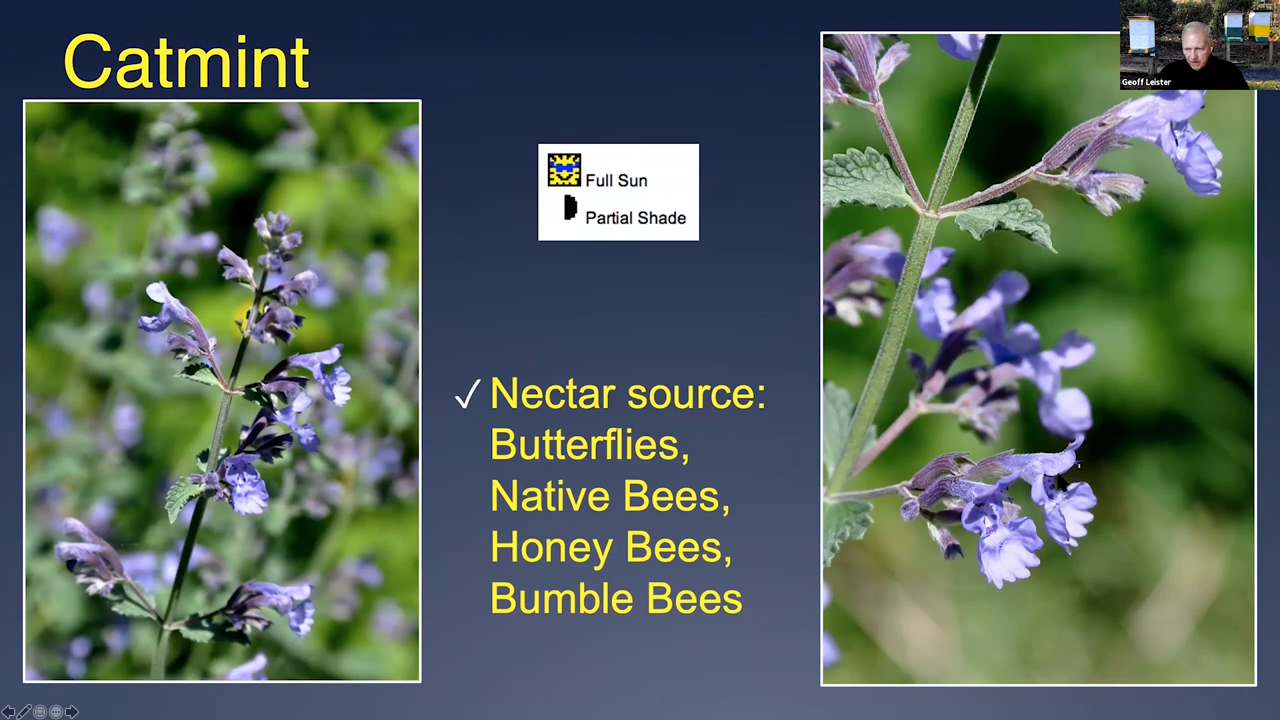 Catmint
Geoff Leister
Full Sun
Partial Shade
✓ Nectar source:
Butterflies,
Native Bees,
Honey Bees,
Bumble Bees